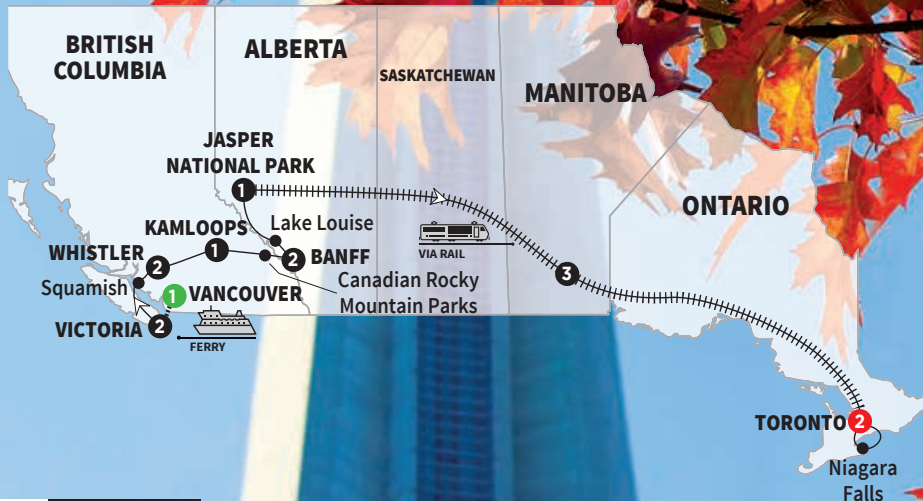 BRITISH
COLUMBIA
ALBERTA
SASKATCHEWAN
MANITOBA
ONTARIO
JASPER
NATIONAL PARK
1
VIA RAIL
3
KAMLOOPS
1
Lake Louise
2 BANFF
Canadian Rocky
Mountain Parks
WHISTLER
2
Squamish
1 VANCOUVER
VICTORIA 2
FERRY
TORONTO 2
Niagara
Falls